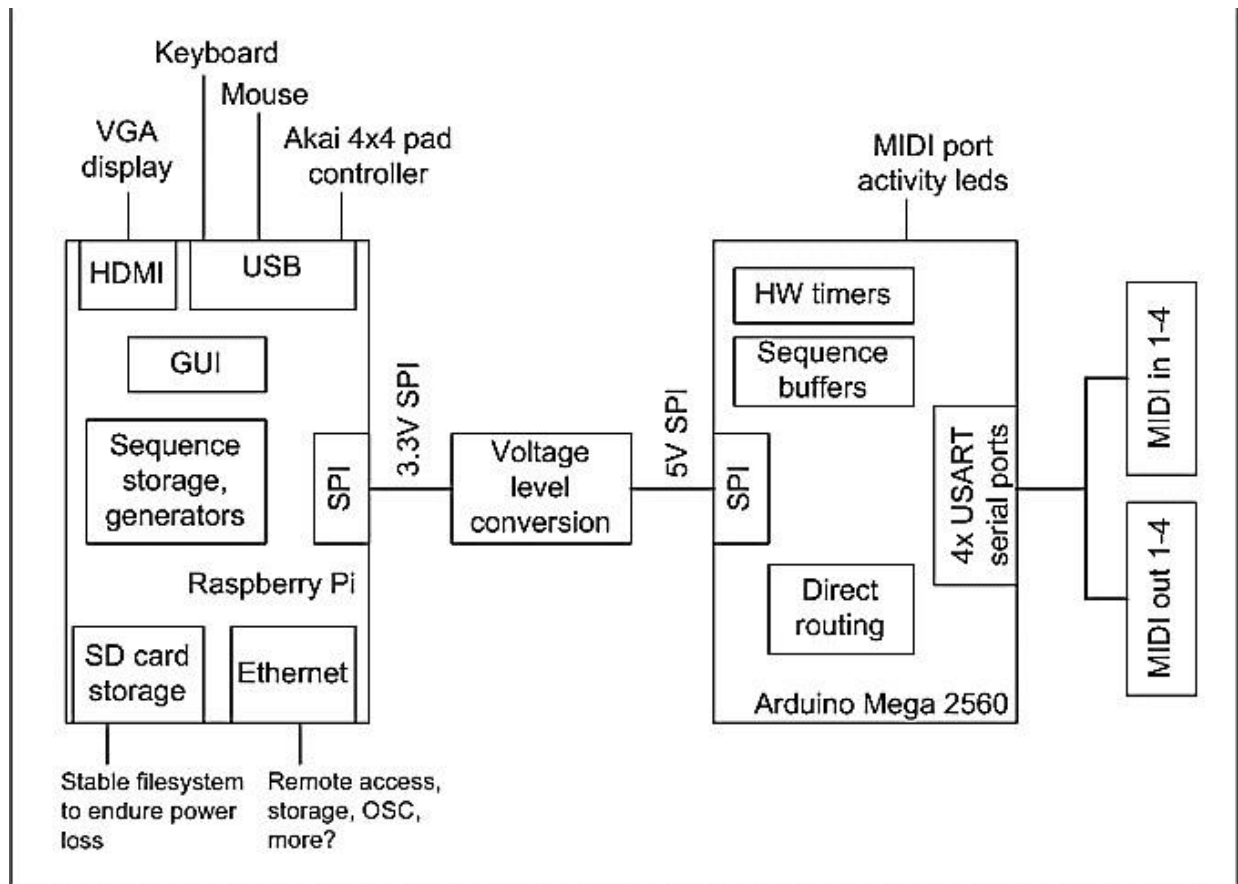 Keyboard
Mouse
VGA
display
Akai 4x4 pad
controller
MIDI port
activity leds
HDMI
USB
GUI
Sequence
storage,
generators
SPI
Raspberry Pi
SD card
storage
Ethernet
Stable filesystem
to endure power
loss
Remote access,
storage, OSC,
more?
3.3V SPI
Voltage
level
conversion
5V SPI
HW timers
Sequence
buffers
SPI
4x USART
serial ports
Direct
routing
Arduino Mega 2560
MIDI in 1-4
MIDI out 1-4